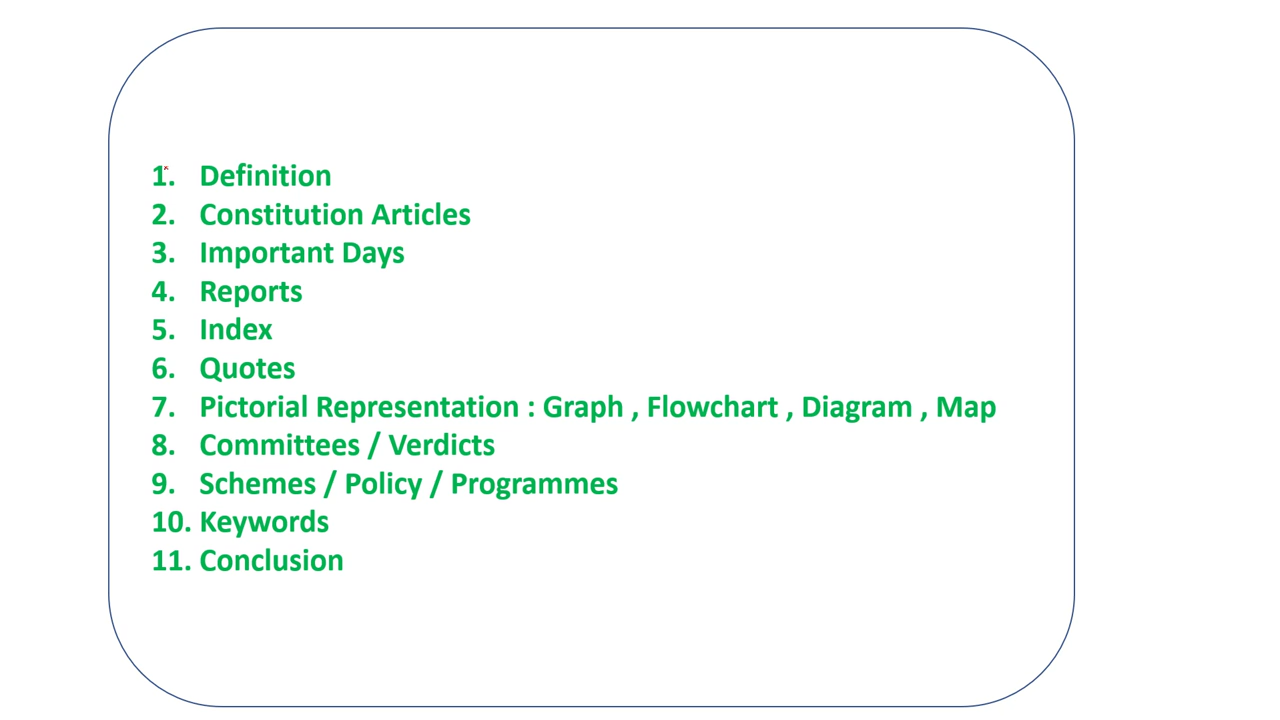 1. Definition
2. Constitution Articles
3. Important Days
4. Reports
5. Index
6. Quotes
7. Pictorial Representation : Graph , Flowchart , Diagram , Map
8. Committees / Verdicts
9. Schemes / Policy / Programmes
10. Keywords
11. Conclusion